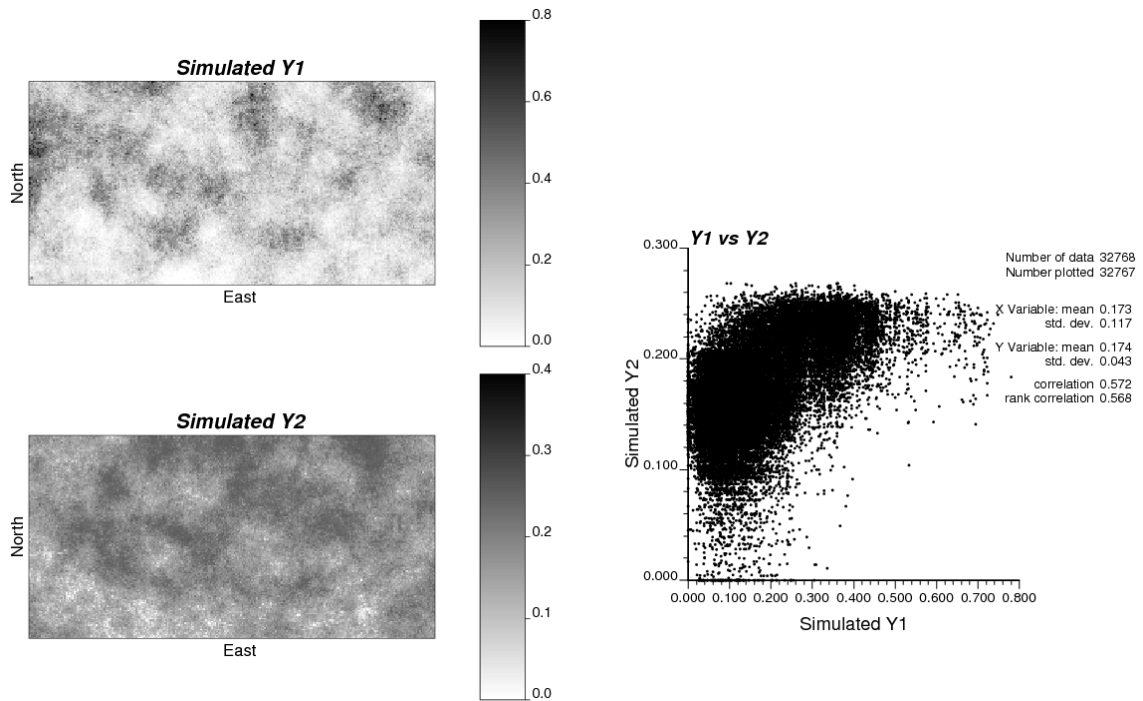 Simulated Y1
North
East
0.8
0.6
0.4
0.2
0.0
Simulated Y2
North
East
0.4
0.3
0.2
0.1
0.0
Y1 vs Y2
Number of data 32768
Number plotted 32767
X Variable: mean 0.173
std. dev. 0.117
Y Variable: mean 0.174
std. dev. 0.043
correlation 0.572
rank correlation 0.568
Simulated Y2
0.300
0.200
0.100
0.000
0.000 0.100 0.200 0.300 0.400 0.500 0.600 0.700 0.800
Simulated Y1